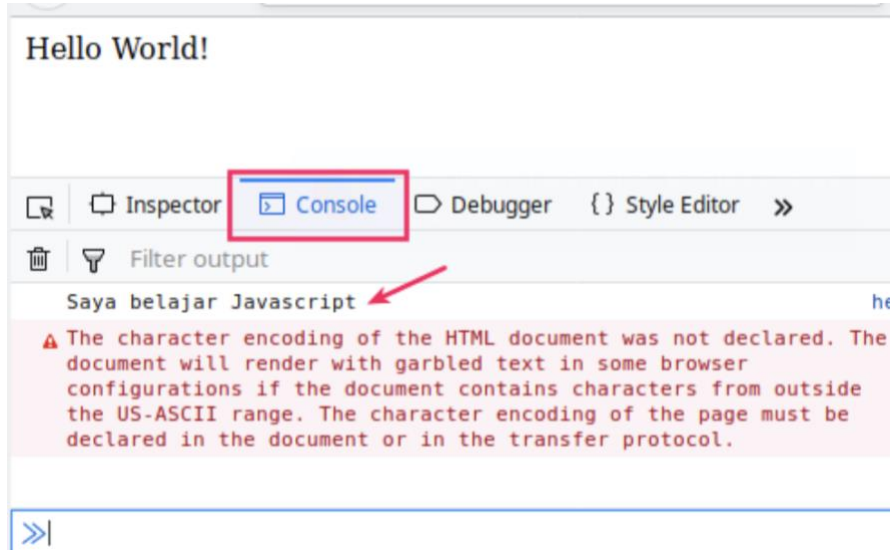 Hello World!
Inspector Console Debugger {} Style Editor »
Filter output
Saya belajar Javascript he
The character encoding of the HTML document was not declared. The
document will render with garbled text in some browser
configurations if the document contains characters from outside
the US-ASCII range. The character encoding of the page must be
declared in the document or in the transfer protocol.